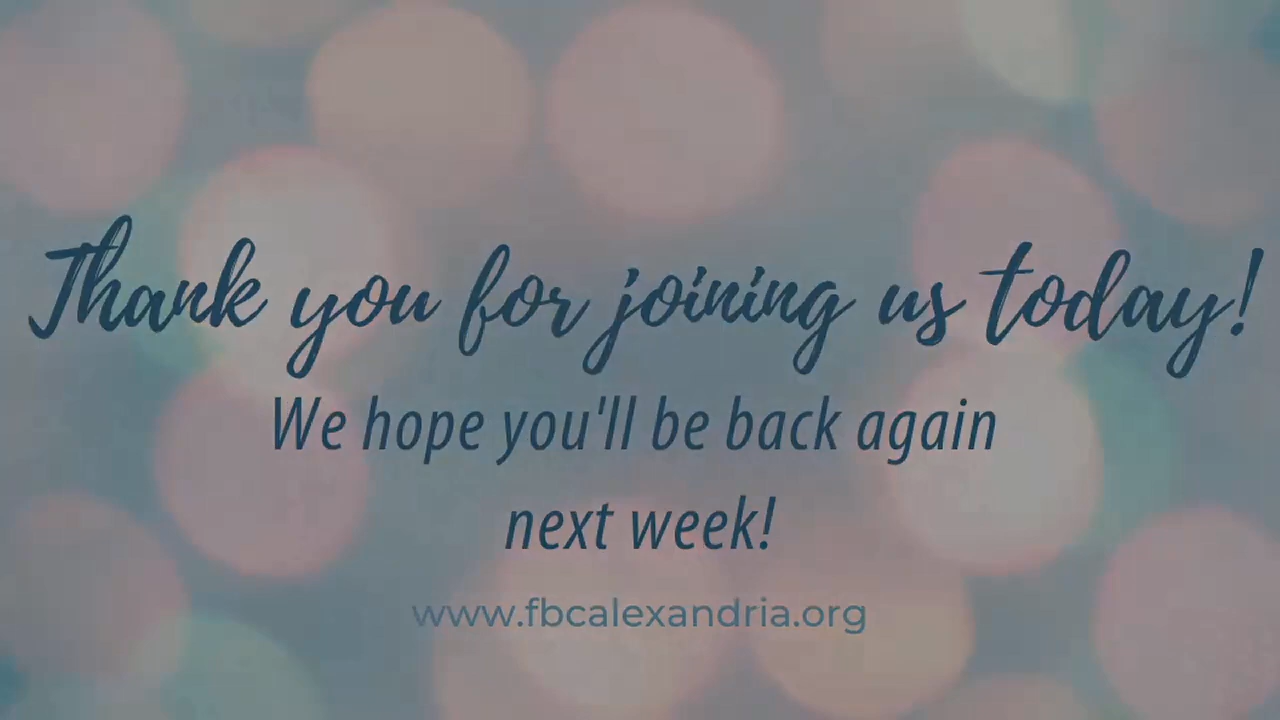 Thank you for joining us today!
We hope you'll be back again
next week!
www.fbcalexandria.org